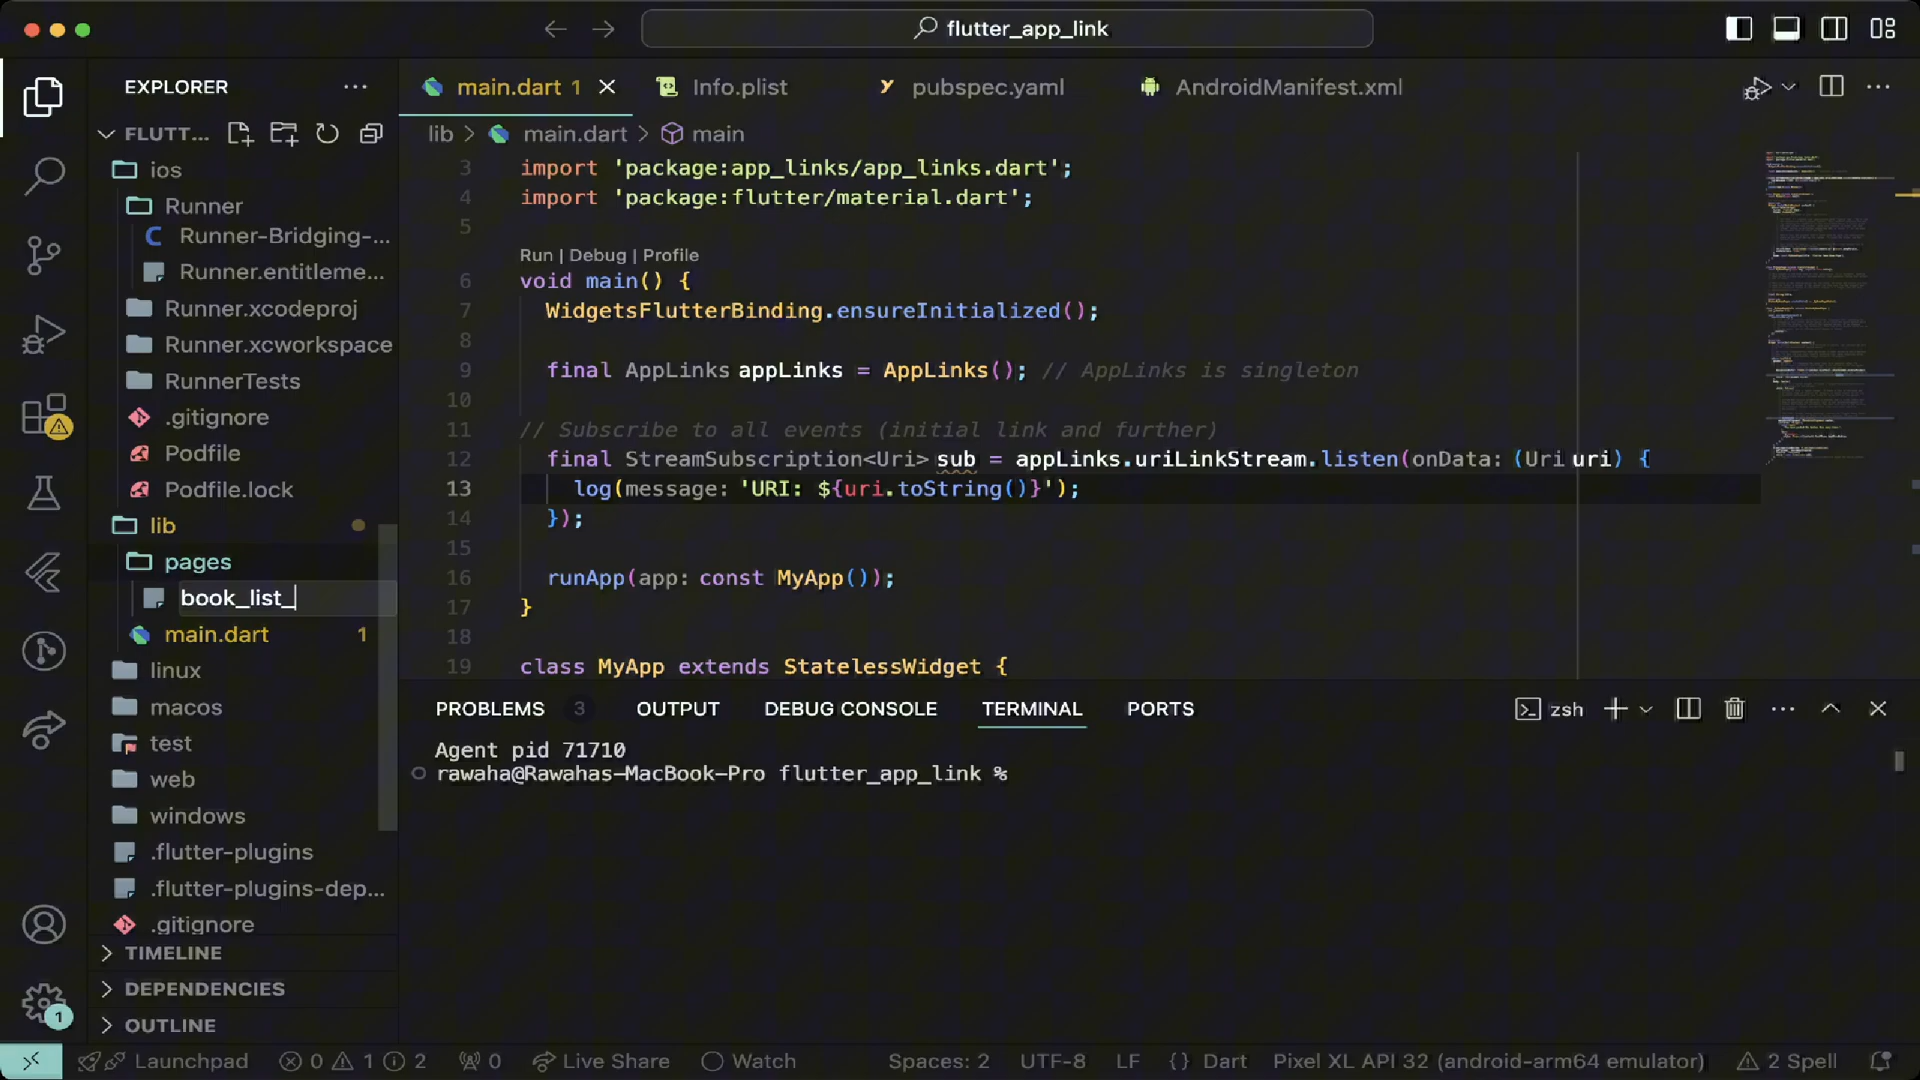 flutter_app_link
EXPLORER
FLUTT...
ios
Runner
Runner-Bridging-...
Runner.entitleme...
Runner.xcodeproj
Runner.xcworkspace
RunnerTests
.gitignore
Podfile
Podfile.lock
lib
pages
book_list_
main.dart 1
linux
macos
test
web
windows
.flutter-plugins
.flutter-plugins-dep...
.gitignore
TIMELINE
DEPENDENCIES
OUTLINE
1
main.dart 1
Info.plist
pubspec.yaml
AndroidManifest.xml
lib > main.dart > main
3 import 'package:app_links/app_links.dart';
4 import 'package:flutter/material.dart';
5
Run | Debug | Profile
6 void main() {
7 WidgetsFlutterBinding.ensureInitialized();
8
9 final AppLinks appLinks = AppLinks(); // AppLinks is singleton
10
11 // Subscribe to all events (initial link and further)
12 final StreamSubscription<Uri> sub = appLinks.uriLinkStream.listen(onData: (Uri uri) {
13 log(message: 'URI: ${uri.toString()}');
14 });
15
16 runApp(app: const MyApp());
17 }
18
19 class MyApp extends StatelessWidget {
PROBLEMS 3 OUTPUT DEBUG CONSOLE TERMINAL PORTS
zsh
Agent pid 71710
rawaha@Rawahas-MacBook-Pro flutter_app_link %
Launchpad 0 1 2 0 Live Share Watch Spaces: 2 UTF-8 LF {} Dart Pixel XL API 32 (android-arm64 emulator) 2 Spell